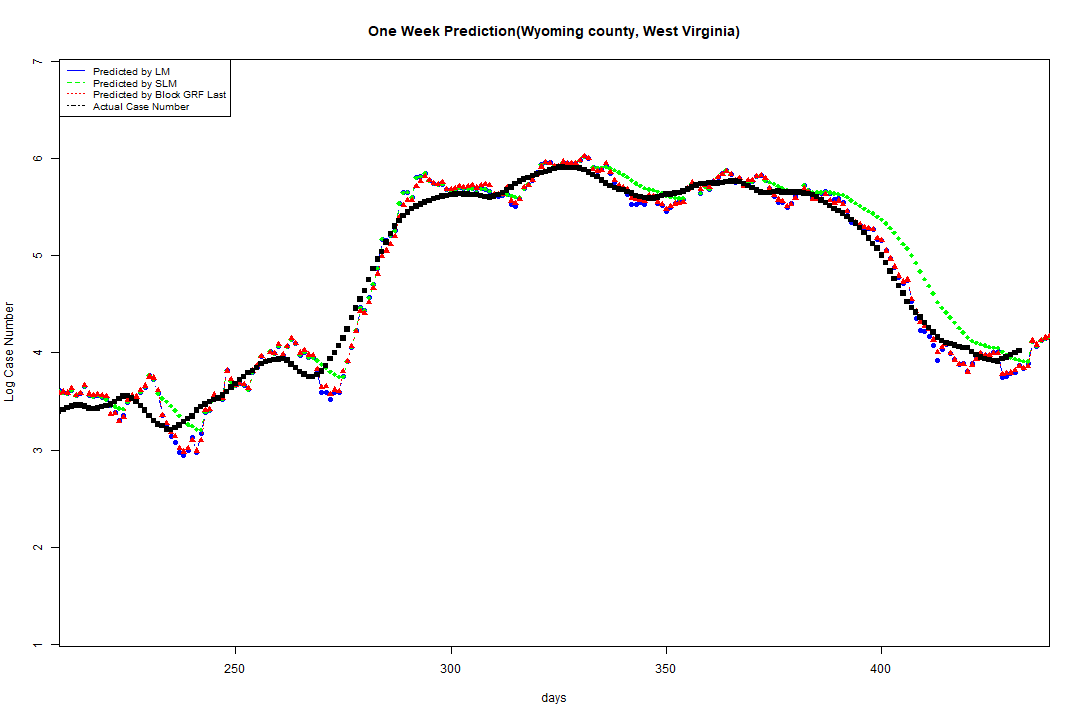 One Week Prediction(Wyoming county, West Virginia)
Predicted by LM
Predicted by SLM
Predicted by Block GRF Last
Actual Case Number
7
6
5
4
3
2
1
Log Case Number
250 300 350 400
days